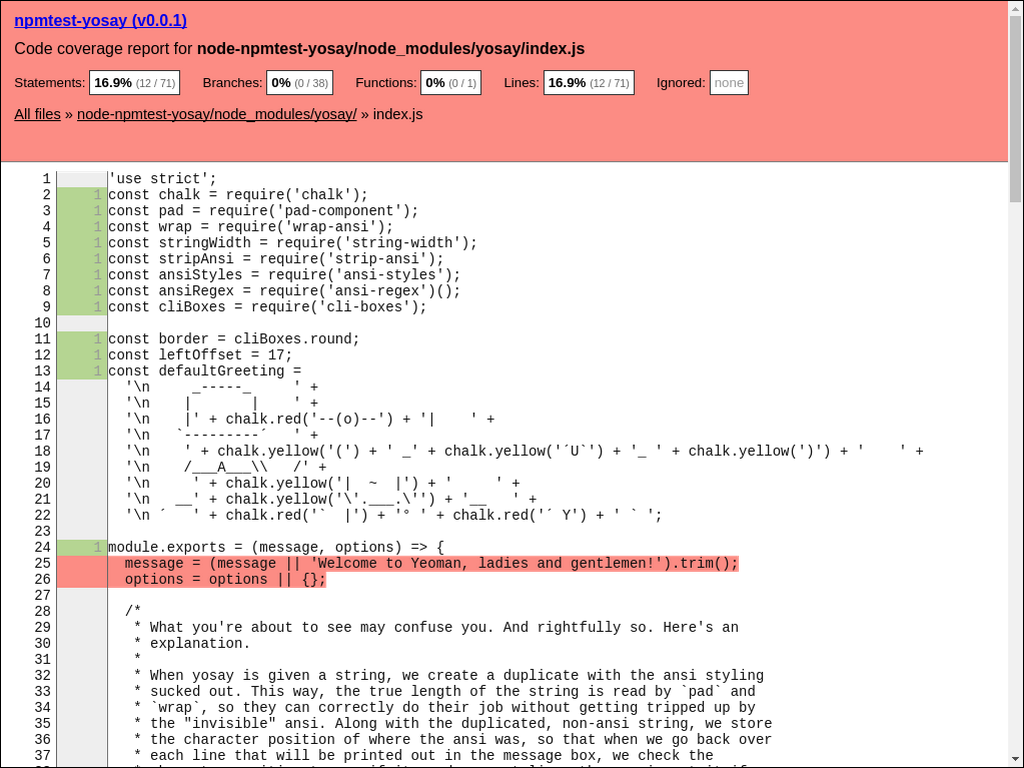 npmtest-yosay (v0.0.1)
Code coverage report for node-npmtest-yosay/node_modules/yosay/index.js
Statements: 16.9% (12 / 71) Branches: 0% (0 / 38) Functions: 0% (0 / 1) Lines: 16.9% (12 / 71) Ignored: none
All files » node-npmtest-yosay/node_modules/yosay/ » index.js
1 'use strict';
2 1 const chalk = require('chalk');
3 1 const pad = require('pad-component');
4 1 const wrap = require('wrap-ansi');
5 1 const stringWidth = require('string-width');
6 1 const stripAnsi = require('strip-ansi');
7 1 const ansiStyles = require('ansi-styles');
8 1 const ansiRegex = require('ansi-regex')();
9 1 const cliBoxes = require('cli-boxes');
10
11 1 const border = cliBoxes.round;
12 1 const leftOffset = 17;
13 1 const defaultGreeting =
14   '\n     _-----_     ' +
15   '\n    |       |    ' +
16   '\n    |' + chalk.red('--(o)--') + '|    ' +
17   '\n   `---------´   ' +
18   '\n    ' + chalk.yellow('(') + ' _' + chalk.yellow('´U`') + '_ ' + chalk.yellow(')') + '    ' +
19   '\n    /___A___\\   /' +
20   '\n     ' + chalk.yellow('|  ~  |') + '     ' +
21   '\n   __' + chalk.yellow('\'.___.\'') + '__   ' +
22   '\n ´   ' + chalk.red('`  |') + '° ' + chalk.red('´ Y') + ' ` ';
23
24 1 module.exports = (message, options) => {
25   message = (message || 'Welcome to Yeoman, ladies and gentlemen!').trim();
26   options = options || {};
27
28   /*
29    * What you're about to see may confuse you. And rightfully so. Here's an
30    * explanation.
31    *
32    * When yosay is given a string, we create a duplicate with the ansi styling
33    * sucked out. This way, the true length of the string is read by `pad` and
34    * `wrap`, so they can correctly do their job without getting tripped up by
35    * the "invisible" ansi. Along with the duplicated, non-ansi string, we store
36    * the character position of where the ansi was, so that when we go back over
37    * each line that will be printed out in the message box, we check the